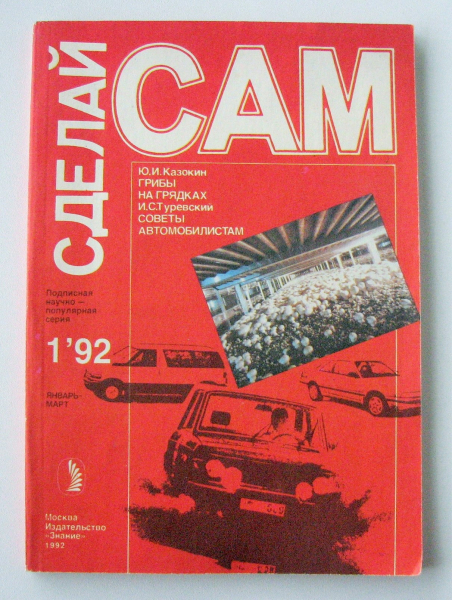 СДЕЛАЙ
САМ
Ю.И.Казокин
ГРИБЫ
НА ГРЯДКАХ
И.С.Туревский
СОВЕТЫ
АВТОМОБИЛИСТАМ
Подписная
научно —
популярная
серия
1'92
ЯНВАРЬ-
МАРТ
Москва
Издательство
«Знание»
1992